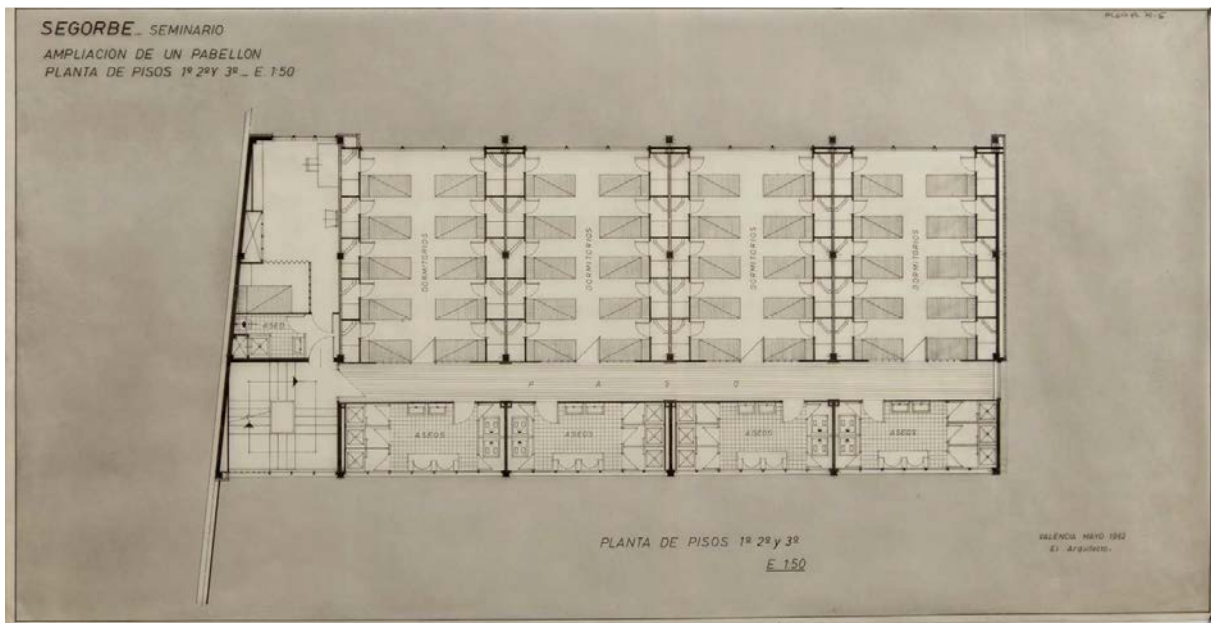 SEGORBE_ SEMINARIO
AMPLIACION DE UN PABELLON
PLANTA DE PISOS 1º 2º Y 3º _ E. 1:50
DORMITORIOS
DORMITORIOS
DORMITORIOS
DORMITORIOS
ASEO
P A S O
ASEOS
ASEOS
ASEOS
ASEOS
PLANTA DE PISOS 1º 2º y 3º
E 1:50
VALENCIA MAYO 1962
El Arquitecto.